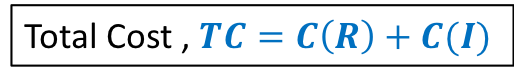 Total Cost , TC = C(R) + C(I)